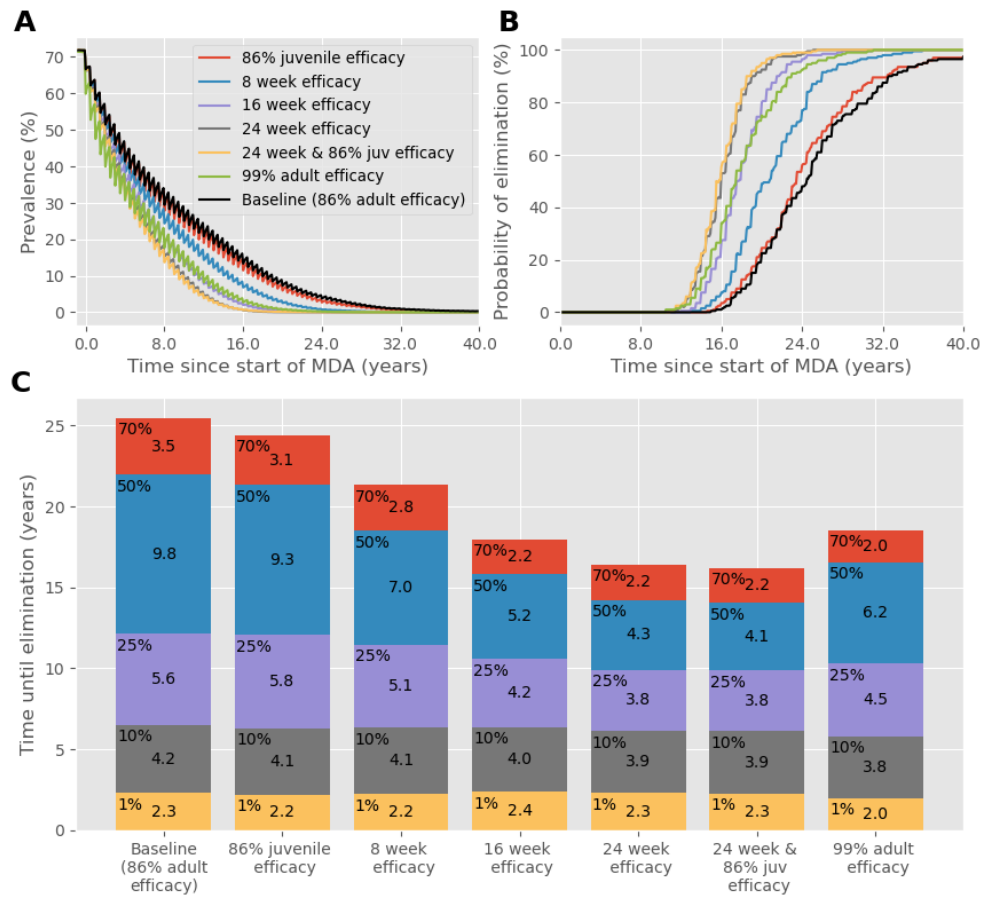 A
B
70
60
50
40
30
20
10
0
Prevalence (%)
86% juvenile efficacy
8 week efficacy
16 week efficacy
24 week efficacy
24 week & 86% juv efficacy
99% adult efficacy
Baseline (86% adult efficacy)
0.0 8.0 16.0 24.0 32.0 40.0
Time since start of MDA (years)
100
80
60
40
20
0
Probability of elimination (%)
0.0 8.0 16.0 24.0 32.0 40.0
Time since start of MDA (years)
C
25
20
15
10
5
0
Time until elimination (years)
70%
3.5
50%
9.8
25%
5.6
10%
4.2
1% 2.3
70%
3.1
50%
9.3
25%
5.8
10%
4.1
1% 2.2
70%
2.8
50%
7.0
25%
5.1
10%
4.1
1% 2.2
70% 2.2
50%
5.2
25%
4.2
10%
4.0
1% 2.4
70% 2.2
50%
4.3
25%
3.8
10%
3.9
1% 2.3
70% 2.2
50%
4.1
25%
3.8
10%
3.9
1% 2.3
70% 2.0
50%
6.2
25%
4.5
10%
3.8
1% 2.0
Baseline
(86% adult
efficacy)
86% juvenile
efficacy
8 week
efficacy
16 week
efficacy
24 week
efficacy
24 week &
86% juv
efficacy
99% adult
efficacy